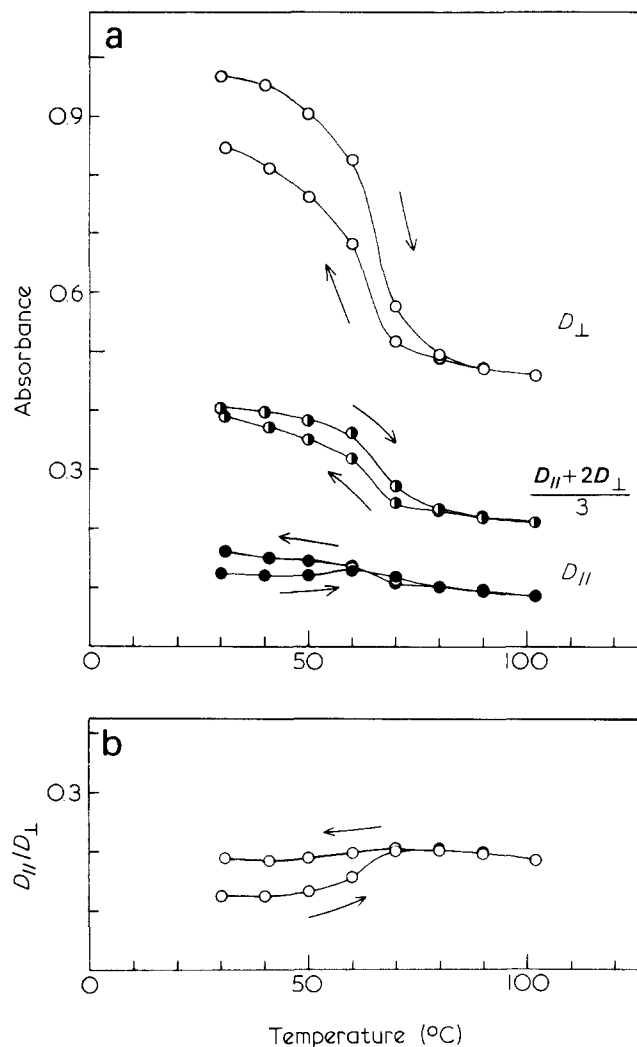 a
0.9
0.6
0.3
0
50
100
Absorbance
D⊥
D// + 2D⊥
3
D//
b
0.3
0
50
100
D///D⊥
Temperature (°C)